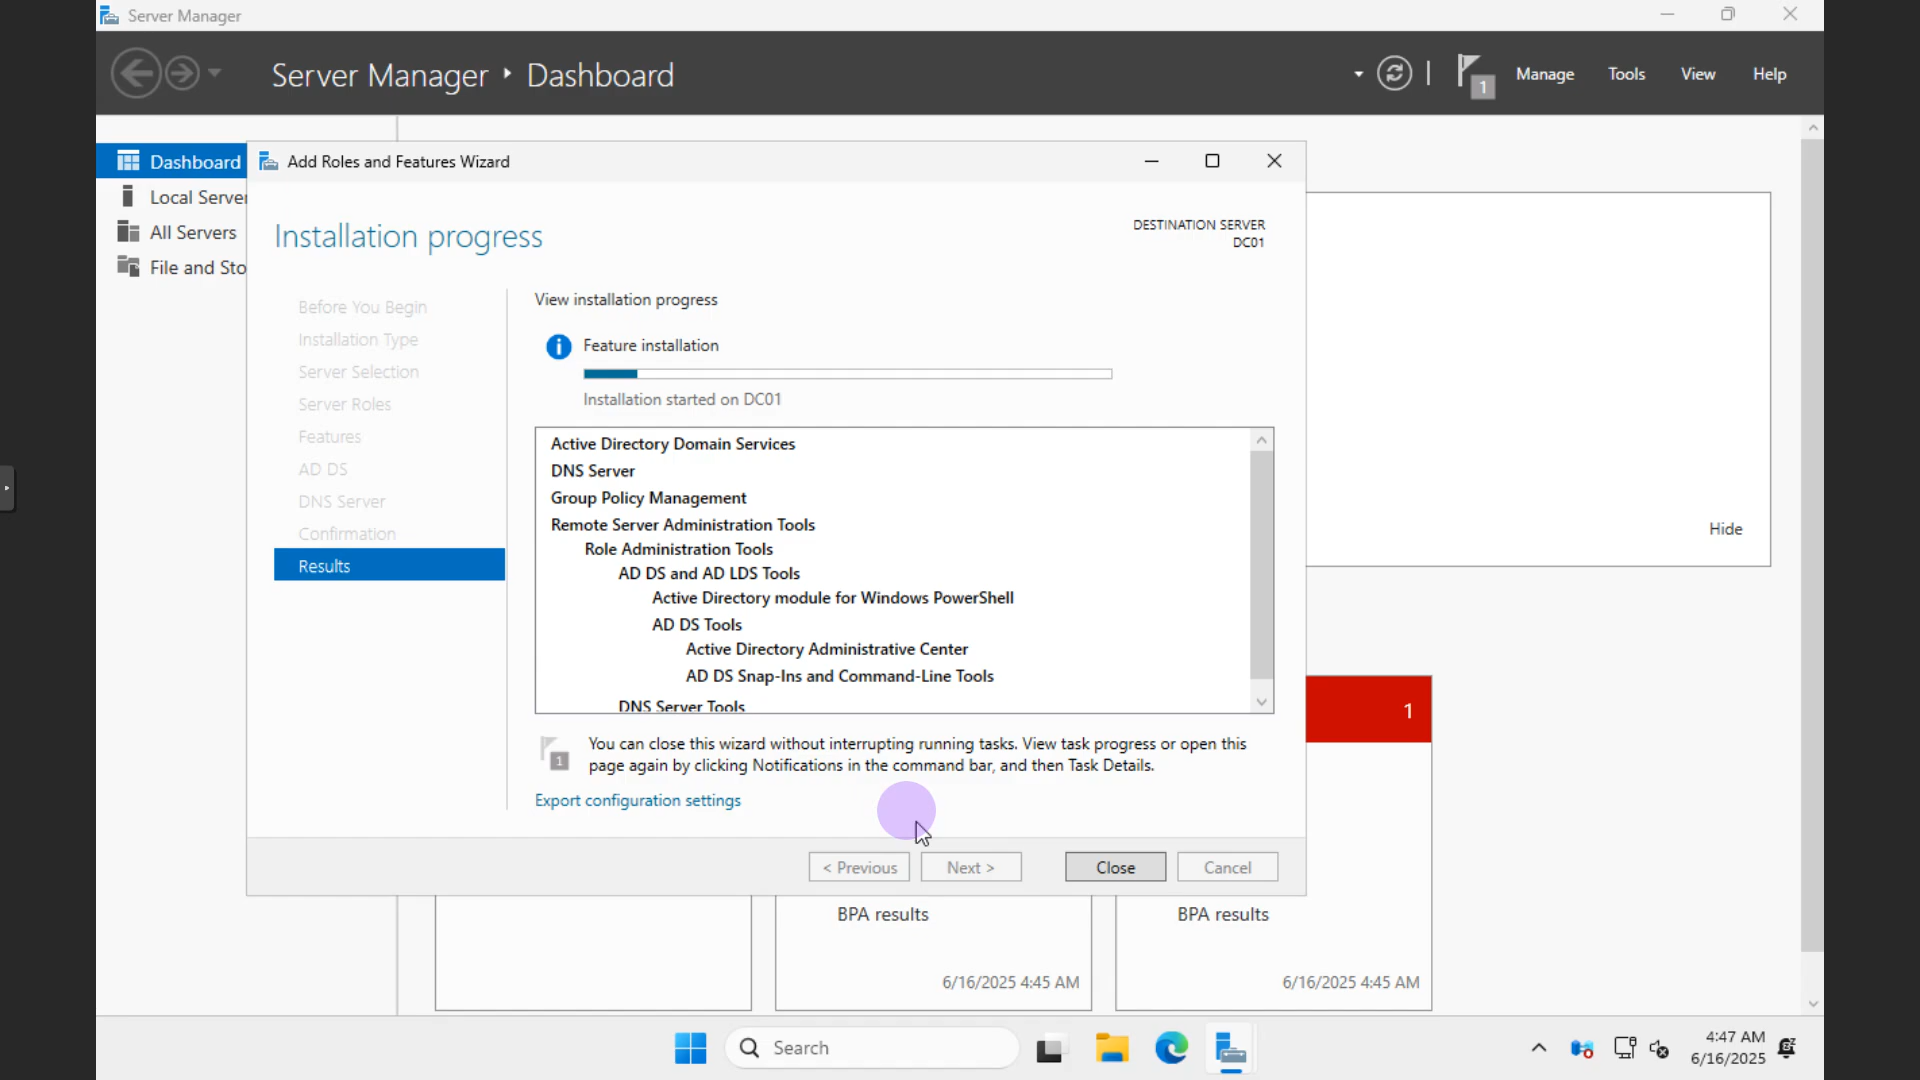 Server Manager
Server Manager ‣ Dashboard
1
Manage
Tools
View
Help
Dashboard
Local Server
All Servers
File and Sto
Add Roles and Features Wizard
Installation progress
DESTINATION SERVER
DC01
Before You Begin
Installation Type
Server Selection
Server Roles
Features
AD DS
DNS Server
Confirmation
Results
View installation progress
Feature installation
Installation started on DC01
Active Directory Domain Services
DNS Server
Group Policy Management
Remote Server Administration Tools
Role Administration Tools
AD DS and AD LDS Tools
Active Directory module for Windows PowerShell
AD DS Tools
Active Directory Administrative Center
AD DS Snap-Ins and Command-Line Tools
DNS Server Tools
1
You can close this wizard without interrupting running tasks. View task progress or open this
page again by clicking Notifications in the command bar, and then Task Details.
Export configuration settings
< Previous
Next >
Close
Cancel
Hide
1
BPA results
6/16/2025 4:45 AM
BPA results
6/16/2025 4:45 AM
Search
4:47 AM
6/16/2025